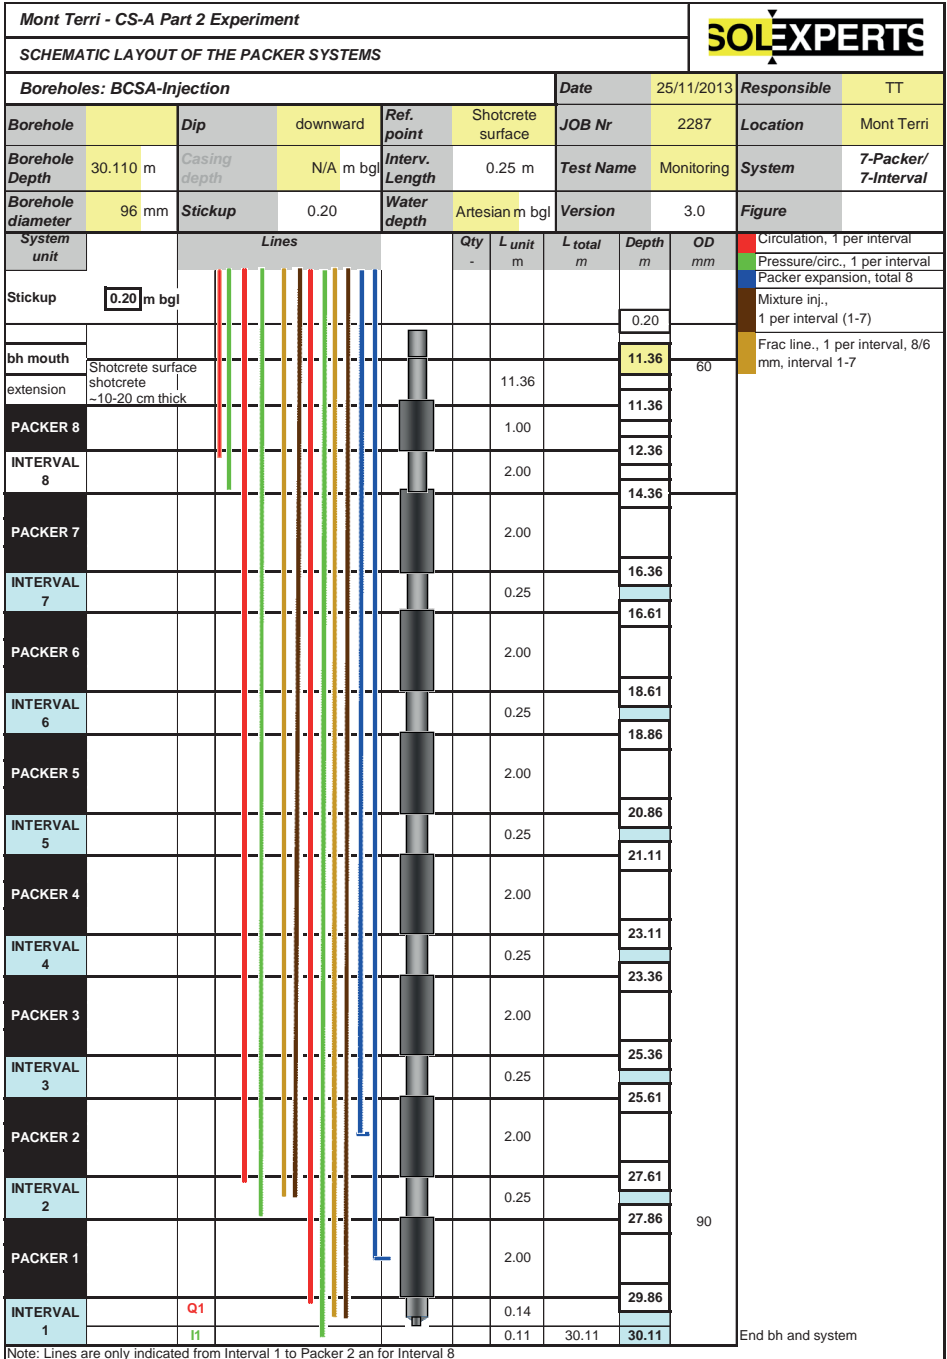 Mont Terri - CS-A Part 2 Experiment
SCHEMATIC LAYOUT OF THE PACKER SYSTEMS
SOLEXPERTS
Boreholes: BCSA-Injection
Date 25/11/2013 Responsible TT
Borehole Dip downward Ref. point Shotcrete surface JOB Nr 2287 Location Mont Terri
Borehole Depth 30.110 m Casing depth N/A m bgl Interv. Length 0.25 m Test Name Monitoring System 7-Packer/ 7-Interval
Borehole diameter 96 mm Stickup 0.20 Water depth Artesian m bgl Version 3.0 Figure
System unit Lines Qty - L unit m L total m Depth m OD mm
Circulation, 1 per interval
Pressure/circ., 1 per interval
Packer expansion, total 8
Mixture inj.,
1 per interval (1-7)
Frac line., 1 per interval, 8/6
mm, interval 1-7
Stickup 0.20 m bgl
0.20
bh mouth 11.36 60
Shotcrete surface
shotcrete
~10-20 cm thick
extension 11.36
11.36
PACKER 8 1.00
12.36
INTERVAL 8 2.00
14.36
PACKER 7 2.00
16.36
INTERVAL 7 0.25
16.61
PACKER 6 2.00
18.61
INTERVAL 6 0.25
18.86
PACKER 5 2.00
20.86
INTERVAL 5 0.25
21.11
PACKER 4 2.00
23.11
INTERVAL 4 0.25
23.36
PACKER 3 2.00
25.36
INTERVAL 3 0.25
25.61
PACKER 2 2.00
27.61
INTERVAL 2 0.25
27.86 90
PACKER 1 2.00
29.86
INTERVAL 1 Q1 0.14
I1 0.11 30.11 30.11 End bh and system
Note: Lines are only indicated from Interval 1 to Packer 2 an for Interval 8